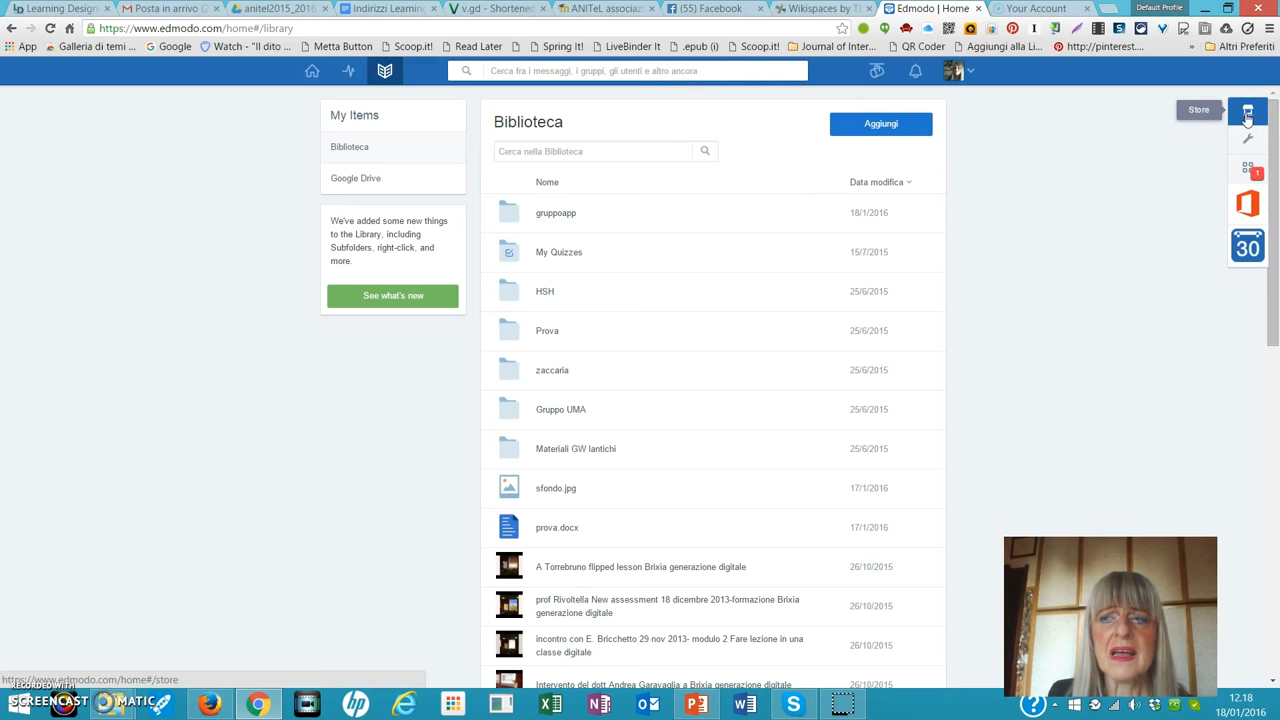 Learning Designer
Posta in arrivo (2
anitel2015_2016
Indirizzi Learning
v.gd - Shortened
ANITeL associaz
(55) Facebook
Wikispaces by T
Edmodo | Home
Your Account
Default Profile
https://www.edmodo.com/home#/library
App
Galleria di temi ...
Google
Watch - "Il dito ...
Metta Button
Scoop.it!
Read Later
Spring It!
LiveBinder It
.epub (i)
Scoop.it!
Journal of Inter...
QR Coder
Aggiungi alla L
http://pinterest...
»
Altri Preferiti
Cerca fra i messaggi, i gruppi, gli utenti e altro ancora
My Items
Biblioteca
Google Drive
We've added some new things
to the Library, including
Subfolders, right-click, and
more.
See what's new
Biblioteca
Aggiungi
Cerca nella Biblioteca
Nome
Data modifica
gruppoapp
18/1/2016
My Quizzes
15/7/2015
HSH
25/6/2015
Prova
25/6/2015
zaccaria
25/6/2015
Gruppo UMA
25/6/2015
Materiali GW Iantichi
25/6/2015
sfondo.jpg
17/1/2016
prova.docx
17/1/2016
A Torrebruno flipped lesson Brixia generazione digitale
26/10/2015
prof Rivoltella New assessment 18 dicembre 2013-formazione Brixia
generazione digitale
26/10/2015
incontro con E. Bricchetto 29 nov 2013- modulo 2 Fare lezione in una
classe digitale
26/10/2015
Intervento del dott Andrea Garavaglia a Brixia generazione digitale
26/10/2015
Store
1
30
https://www.edmodo.com/home#/store
RECORDED WITH
SCREENCAST MATIC
12.18
18/01/2016